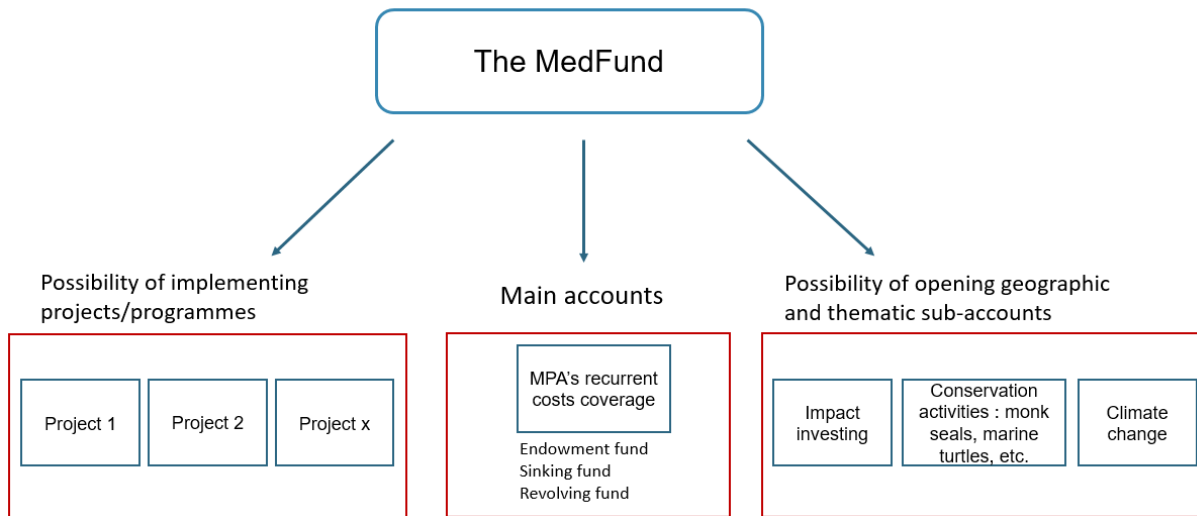 The MedFund
Possibility of implementing
projects/programmes
Project 1
Project 2
Project x
Main accounts
MPA's recurrent
costs coverage
Endowment fund
Sinking fund
Revolving fund
Possibility of opening geographic
and thematic sub-accounts
Impact
investing
Conservation
activities : monk
seals, marine
turtles, etc.
Climate
change